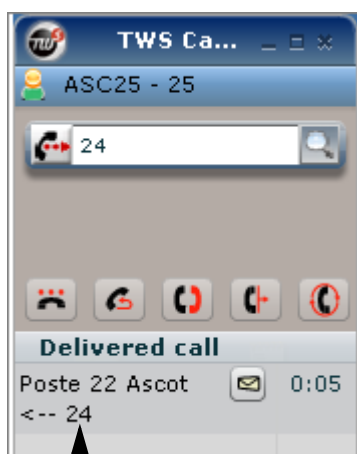 TWS Ca...
ASC25 - 25
24
Delivered call
Poste 22 Ascot 0:05
<-- 24